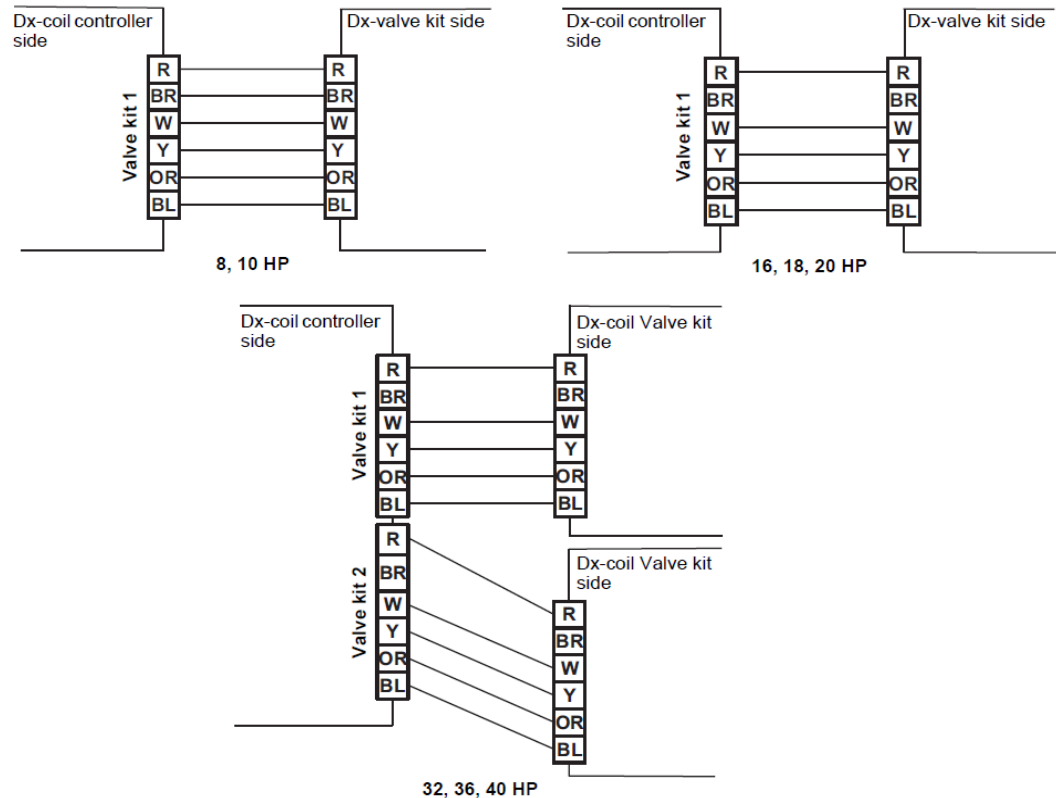 Dx-coil controller
side
Dx-valve kit side
Valve kit 1
R
BR
W
Y
OR
BL
R
BR
W
Y
OR
BL
8, 10 HP
Dx-coil controller
side
Dx-valve kit side
Valve kit 1
R
BR
W
Y
OR
BL
R
BR
W
Y
OR
BL
16, 18, 20 HP
Dx-coil controller
side
Dx-coil Valve kit
side
Valve kit 1
R
BR
W
Y
OR
BL
R
BR
W
Y
OR
BL
Valve kit 2
R
BR
W
Y
OR
BL
Dx-coil Valve kit
side
R
BR
W
Y
OR
BL
32, 36, 40 HP